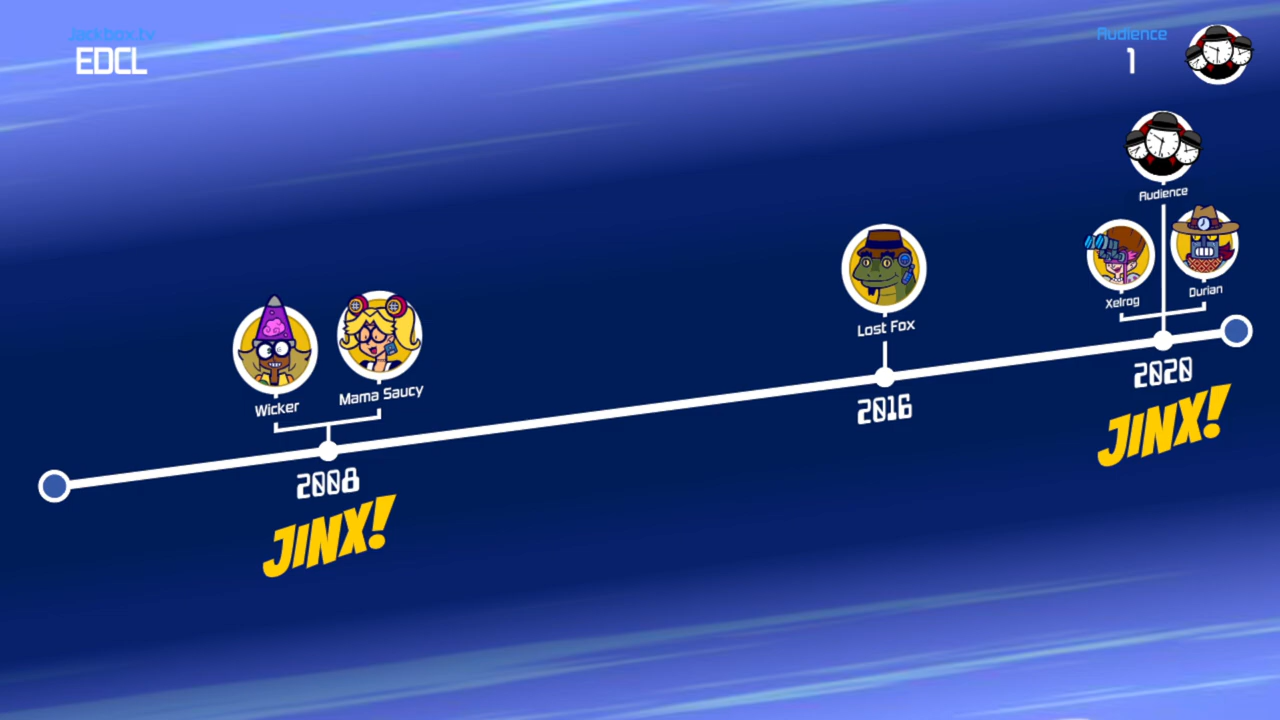 Jackbox.tv
EDCL
Audience
1
Audience
Xelrog
Durian
Lost Fox
Wicker
Mama Saucy
2020
JINX!
2016
2008
JINX!